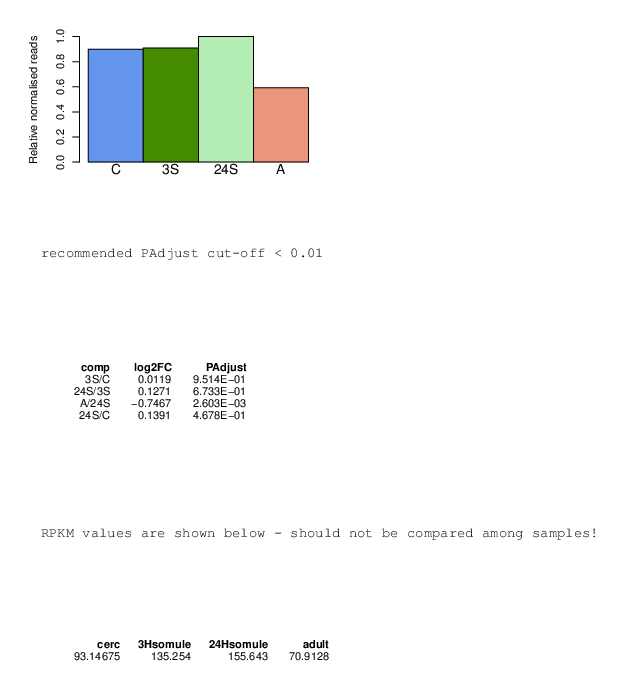 Relative normalised reads
1.0
0.8
0.6
0.4
0.2
0.0
C 3S 24S A
recommended PAdjust cut-off < 0.01
comp log2FC PAdjust
3S/C 0.0119 9.514E−01
24S/3S 0.1271 6.733E−01
A/24S −0.7467 2.603E−03
24S/C 0.1391 4.678E−01
RPKM values are shown below - should not be compared among samples!
cerc 3Hsomule 24Hsomule adult
93.14675 135.254 155.643 70.9128